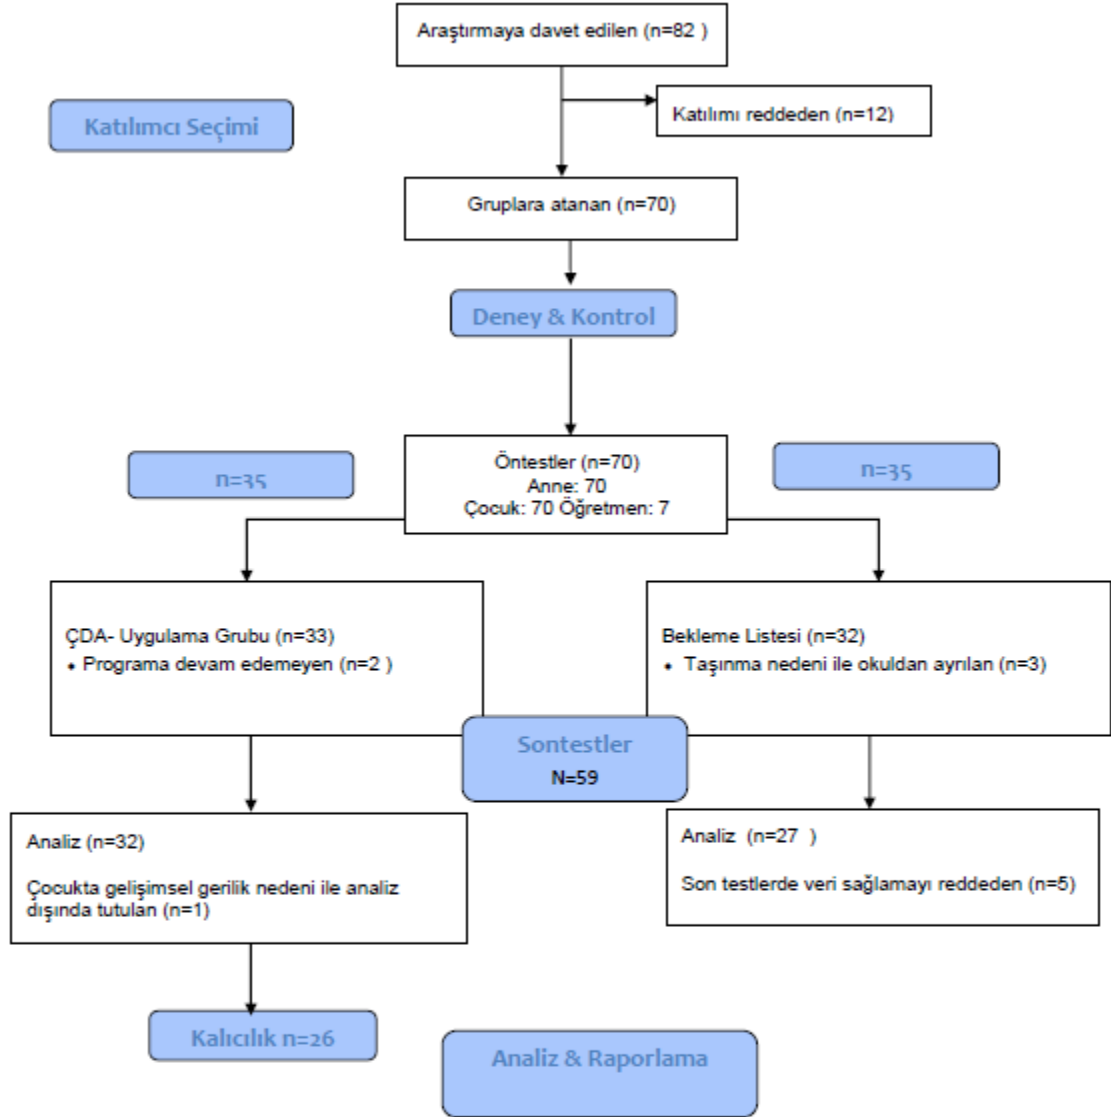 Araştırmaya davet edilen (n=82 )
Katılımcı Seçimi
Katılımı reddeden (n=12)
Gruplara atanan (n=70)
Deney & Kontrol
n=35
Öntestler (n=70)
Anne: 70
Çocuk: 70 Öğretmen: 7
n=35
ÇDA- Uygulama Grubu (n=33)
• Programa devam edemeyen (n=2 )
Bekleme Listesi (n=32)
• Taşınma nedeni ile okuldan ayrılan (n=3)
Sontestler
N=59
Analiz (n=32)
Çocukta gelişimsel gerilik nedeni ile analiz
dışında tutulan (n=1)
Analiz (n=27 )
Son testlerde veri sağlamayı reddeden (n=5)
Kalıcılık n=26
Analiz & Raporlama